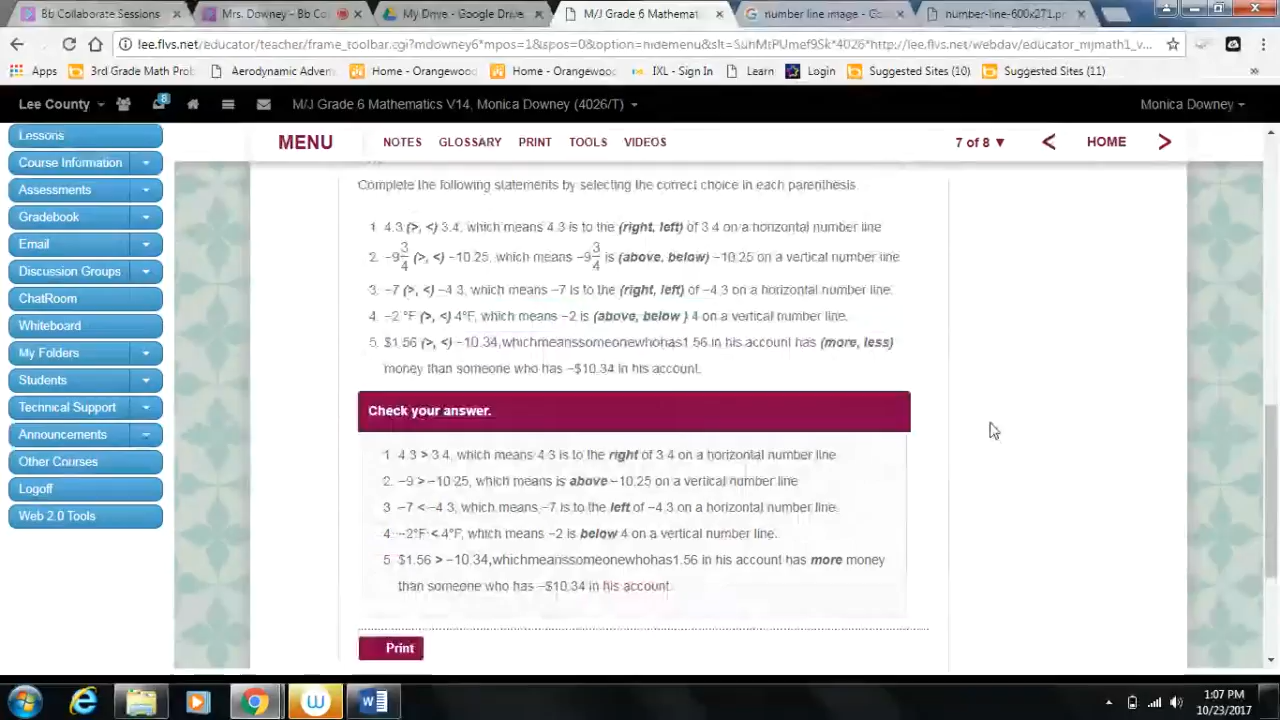 Bb Collaborate Sessions
Mrs. Downey - Bb Co
My Drive - Google Drive
M/J Grade 6 Mathemat
number line image - Go
number-line-600x271.p
lee.flvs.net/educator/teacher/frame_toolbar.cgi?mdowney6*mpos=1&spos=0&option=hidemenu&slt=
Apps
3rd Grade Math Prob
Aerodynamic Adven
Home - Orangewood
Home - Orangewood
IXL - Sign In
Learn
Login
Suggested Sites (10)
Suggested Sites (11)
»
Lee County
8
M/J Grade 6 Mathematics V14, Monica Downey (4026/T)
Monica Downey
Lessons
Course Information
Assessments
Gradebook
Email
Discussion Groups
ChatRoom
Whiteboard
My Folders
Students
Technical Support
Announcements
Other Courses
Logoff
Web 2.0 Tools
MENU NOTES GLOSSARY PRINT TOOLS VIDEOS 7 of 8 ▼ < HOME >
Complete the following statements by selecting the correct choice in each parenthesis
1. 4.3 (>, <) 3.4, which means 4.3 is to the (right, left) of 3.4 on a horizontal number line
2. −9 3/4 (>, <) −10.25, which means −9 3/4 is (above, below) −10.25 on a vertical number line
3. −7 (>, <) −4.3, which means −7 is to the (right, left) of −4.3 on a horizontal number line.
4. −2 °F (>, <) 4°F, which means −2 is (above, below ) 4 on a vertical number line.
5. $1.56 (>, <) −10.34,whichmeanssomeonewhohas1.56 in his account has (more, less)
money than someone who has −$10.34 in his account.
Check your answer.
1. 4.3 > 3.4, which means 4.3 is to the right of 3.4 on a horizontal number line
2. −9 > −10.25, which means is above −10.25 on a vertical number line
3. −7 < −4.3, which means −7 is to the left of −4.3 on a horizontal number line.
4. −2°F < 4°F, which means −2 is below 4 on a vertical number line.
5. $1.56 > −10.34,whichmeanssomeonewhohas1.56 in his account has more money
than someone who has −$10.34 in his account.
Print
1:07 PM
10/23/2017